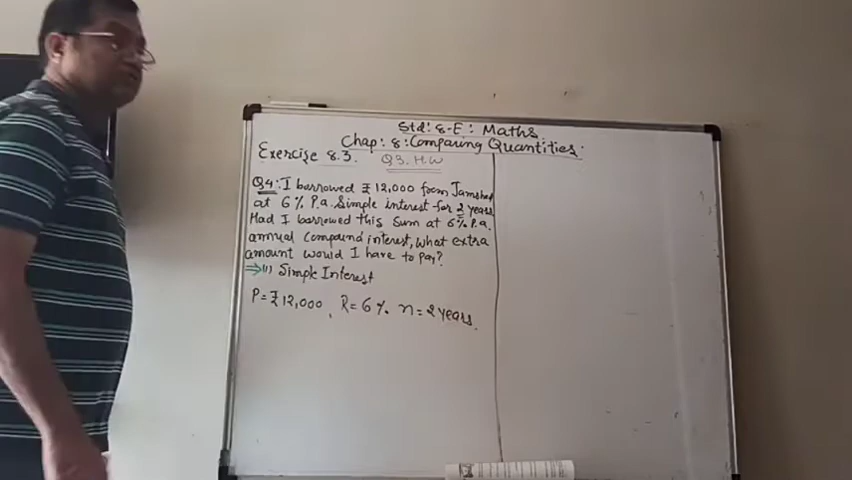 Std: 8-E: Maths
Chap: 8: Comparing Quantities.
Exercise 8.3. Q3. H.W
Q4: I barrowed ₹12,000 from Jamshed
at 6% P.a. Simple interest for 2 years.
Had I barrowed this Sum at 6% P.a.
annual Compound interest, what extra
amount would I have to pay?
⇒ (i) Simple Interest
P = ₹12,000, R = 6% n = 2 years.